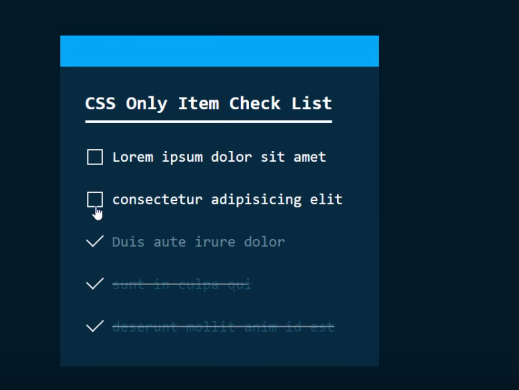 CSS Only Item Check List
Lorem ipsum dolor sit amet
consectetur adipisicing elit
Duis aute irure dolor
sunt in culpa qui
deserunt mollit anim id est